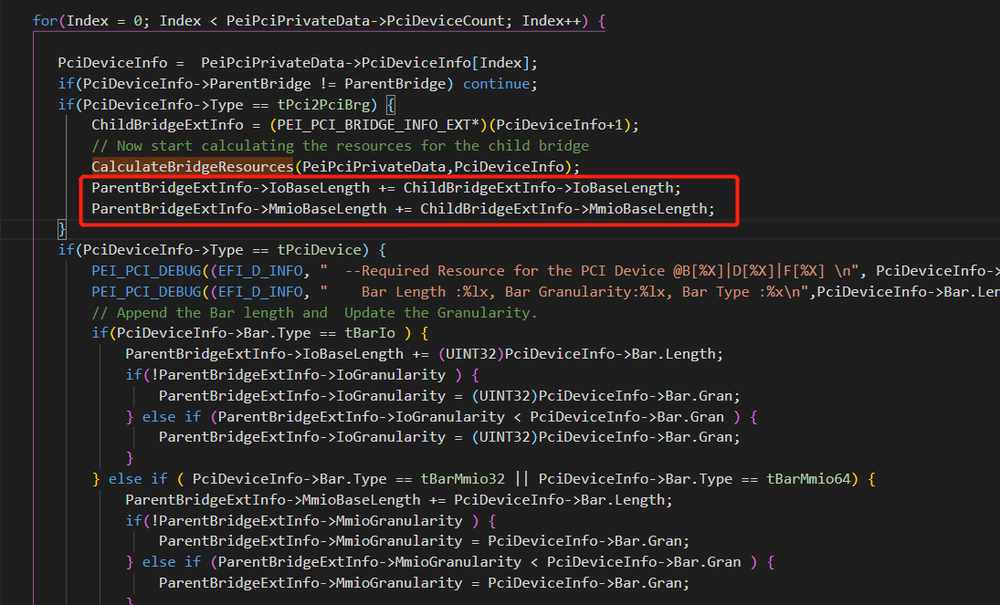 for(Index = 0; Index < PeiPciPrivateData->PciDeviceCount; Index++) {
PciDeviceInfo =  PeiPciPrivateData->PciDeviceInfo[Index];
if(PciDeviceInfo->ParentBridge != ParentBridge) continue;
if(PciDeviceInfo->Type == tPci2PciBrg) {
ChildBridgeExtInfo = (PEI_PCI_BRIDGE_INFO_EXT*)(PciDeviceInfo+1);
// Now start calculating the resources for the child bridge
CalculateBridgeResources(PeiPciPrivateData,PciDeviceInfo);
ParentBridgeExtInfo->IoBaseLength += ChildBridgeExtInfo->IoBaseLength;
ParentBridgeExtInfo->MmioBaseLength += ChildBridgeExtInfo->MmioBaseLength;
}
if(PciDeviceInfo->Type == tPciDevice) {
PEI_PCI_DEBUG((EFI_D_INFO, "  --Required Resource for the PCI Device @B[%X]|D[%X]|F[%X] \n", PciDeviceInfo->
PEI_PCI_DEBUG((EFI_D_INFO, "    Bar Length :%lx, Bar Granularity:%lx, Bar Type :%x\n",PciDeviceInfo->Bar.Len
// Append the Bar length and  Update the Granularity.
if(PciDeviceInfo->Bar.Type == tBarIo ) {
ParentBridgeExtInfo->IoBaseLength += (UINT32)PciDeviceInfo->Bar.Length;
if(!ParentBridgeExtInfo->IoGranularity ) {
ParentBridgeExtInfo->IoGranularity = (UINT32)PciDeviceInfo->Bar.Gran;
} else if (ParentBridgeExtInfo->IoGranularity < PciDeviceInfo->Bar.Gran ) {
ParentBridgeExtInfo->IoGranularity = (UINT32)PciDeviceInfo->Bar.Gran;
}
} else if ( PciDeviceInfo->Bar.Type == tBarMmio32 || PciDeviceInfo->Bar.Type == tBarMmio64) {
ParentBridgeExtInfo->MmioBaseLength += PciDeviceInfo->Bar.Length;
if(!ParentBridgeExtInfo->MmioGranularity ) {
ParentBridgeExtInfo->MmioGranularity = PciDeviceInfo->Bar.Gran;
} else if (ParentBridgeExtInfo->MmioGranularity < PciDeviceInfo->Bar.Gran ) {
ParentBridgeExtInfo->MmioGranularity = PciDeviceInfo->Bar.Gran;
}